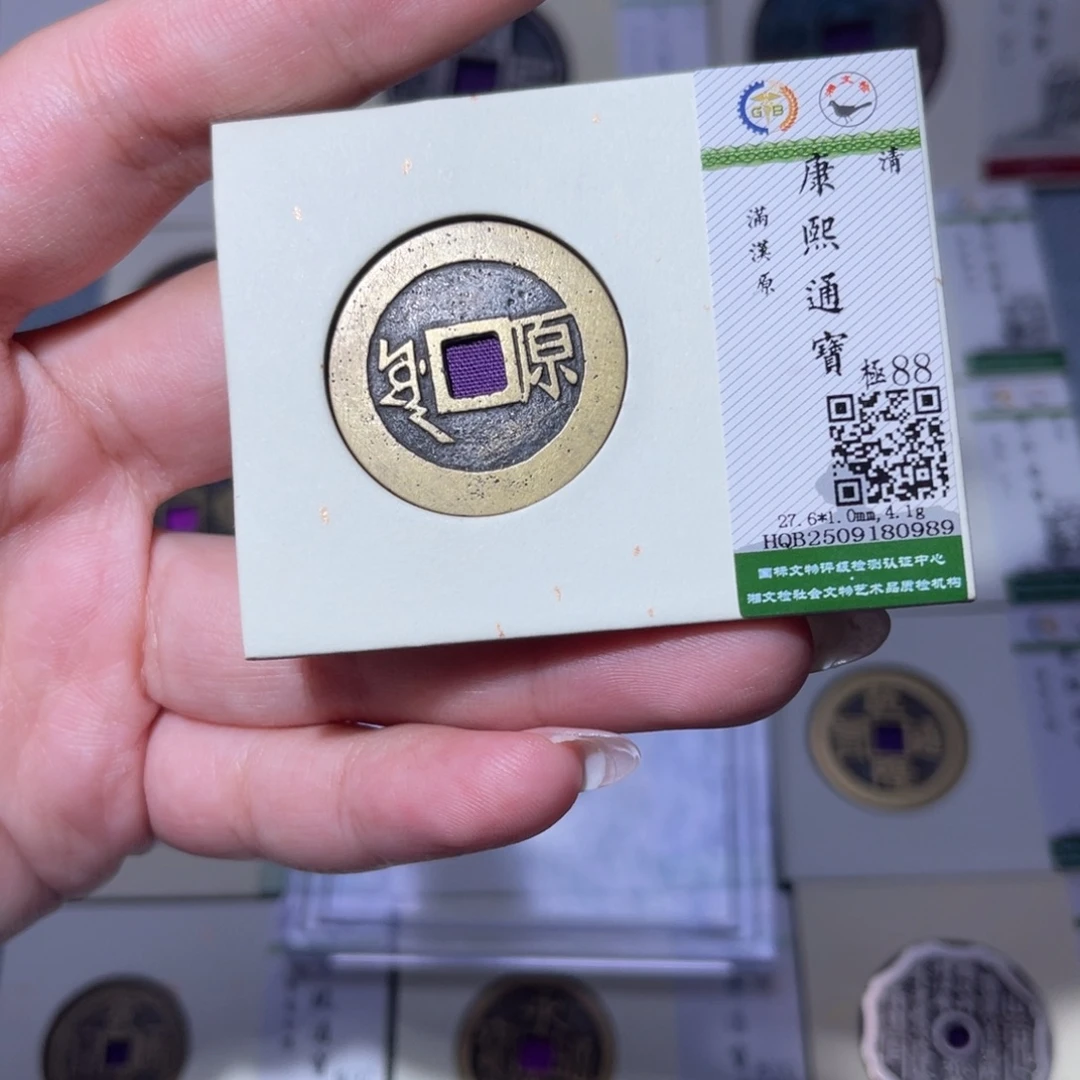 GB
清
康熙通寶
滿漢原
極88
27.6*1.0mm,4.1g
HQB2509180989
国标文物评级检测认证中心
湘文检社会文物艺术品质检机构
原